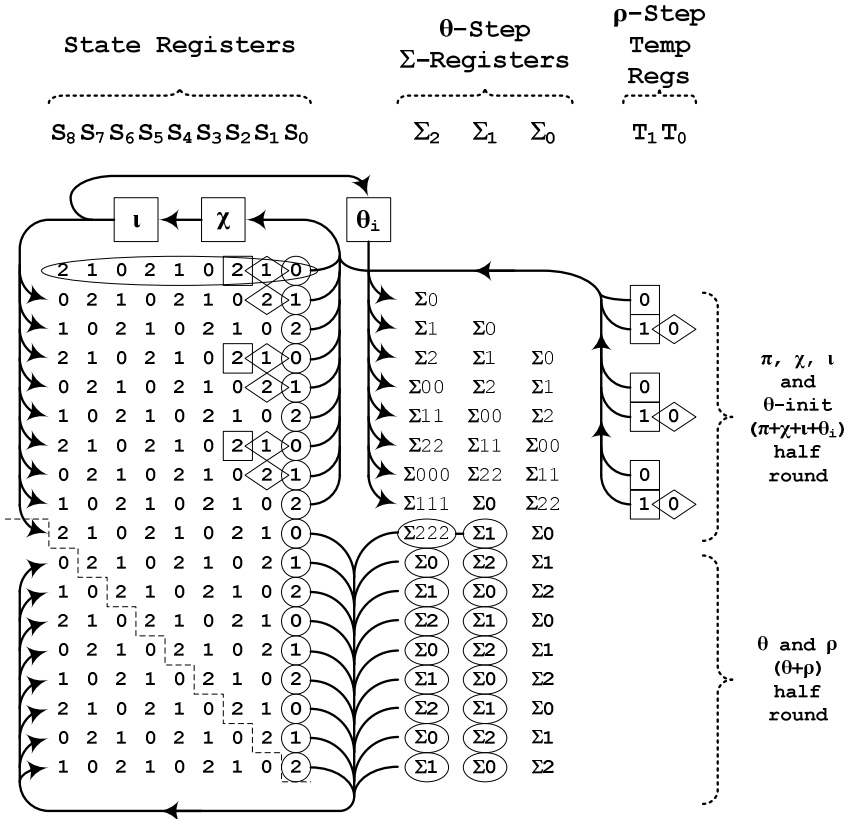 State Registers
θ-Step
Σ-Registers
ρ-Step
Temp
Regs
S8 S7 S6 S5 S4 S3 S2 S1 S0 Σ2 Σ1 Σ0 T1 T0
ι χ θi
2 1 0 2 1 0 2 1 0
0 2 1 0 2 1 0 2 1 Σ0 0
1 0 2 1 0 2 1 0 2 Σ1 Σ0 1 0
2 1 0 2 1 0 2 1 0 Σ2 Σ1 Σ0
0 2 1 0 2 1 0 2 1 Σ00 Σ2 Σ1 0
1 0 2 1 0 2 1 0 2 Σ11 Σ00 Σ2 1 0
2 1 0 2 1 0 2 1 0 Σ22 Σ11 Σ00
0 2 1 0 2 1 0 2 1 Σ000 Σ22 Σ11 0
1 0 2 1 0 2 1 0 2 Σ111 Σ0 Σ22 1 0
2 1 0 2 1 0 2 1 0 Σ222 Σ1 Σ0
0 2 1 0 2 1 0 2 1 Σ0 Σ2 Σ1
1 0 2 1 0 2 1 0 2 Σ1 Σ0 Σ2
2 1 0 2 1 0 2 1 0 Σ2 Σ1 Σ0
0 2 1 0 2 1 0 2 1 Σ0 Σ2 Σ1
1 0 2 1 0 2 1 0 2 Σ1 Σ0 Σ2
2 1 0 2 1 0 2 1 0 Σ2 Σ1 Σ0
0 2 1 0 2 1 0 2 1 Σ0 Σ2 Σ1
1 0 2 1 0 2 1 0 2 Σ1 Σ0 Σ2
π, χ, ι
and
θ-init
(π+χ+ι+θi)
half
round
θ and ρ
(θ+ρ)
half
round